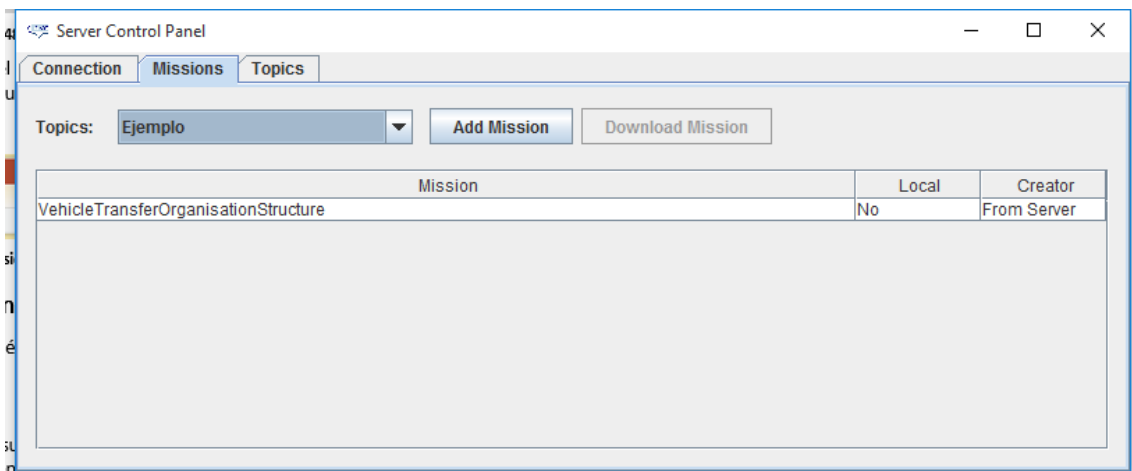 Server Control Panel
Connection Missions Topics
Topics: Ejemplo Add Mission Download Mission
Mission Local Creator
VehicleTransferOrganisationStructure No From Server